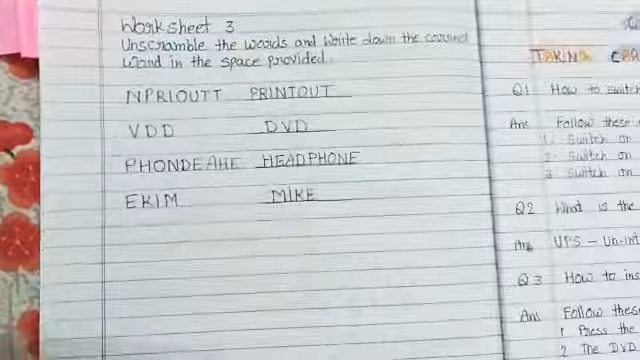 Worksheet 3
Unscramble the words and write down the correct
word in the space provided.
NPRIOUTT PRINTOUT
VDD DVD
PHONDEAHE HEADPHONE
EKIM MIKE
TAKING CAR
Q1 How to switch
Ans Follow these
1. Switch on
2. Switch on
3 Switch on
Q2 What is the
Ans UPS - Un-int
Q3 How to ins
Ans Follow these
1 Press the
2 The DVD